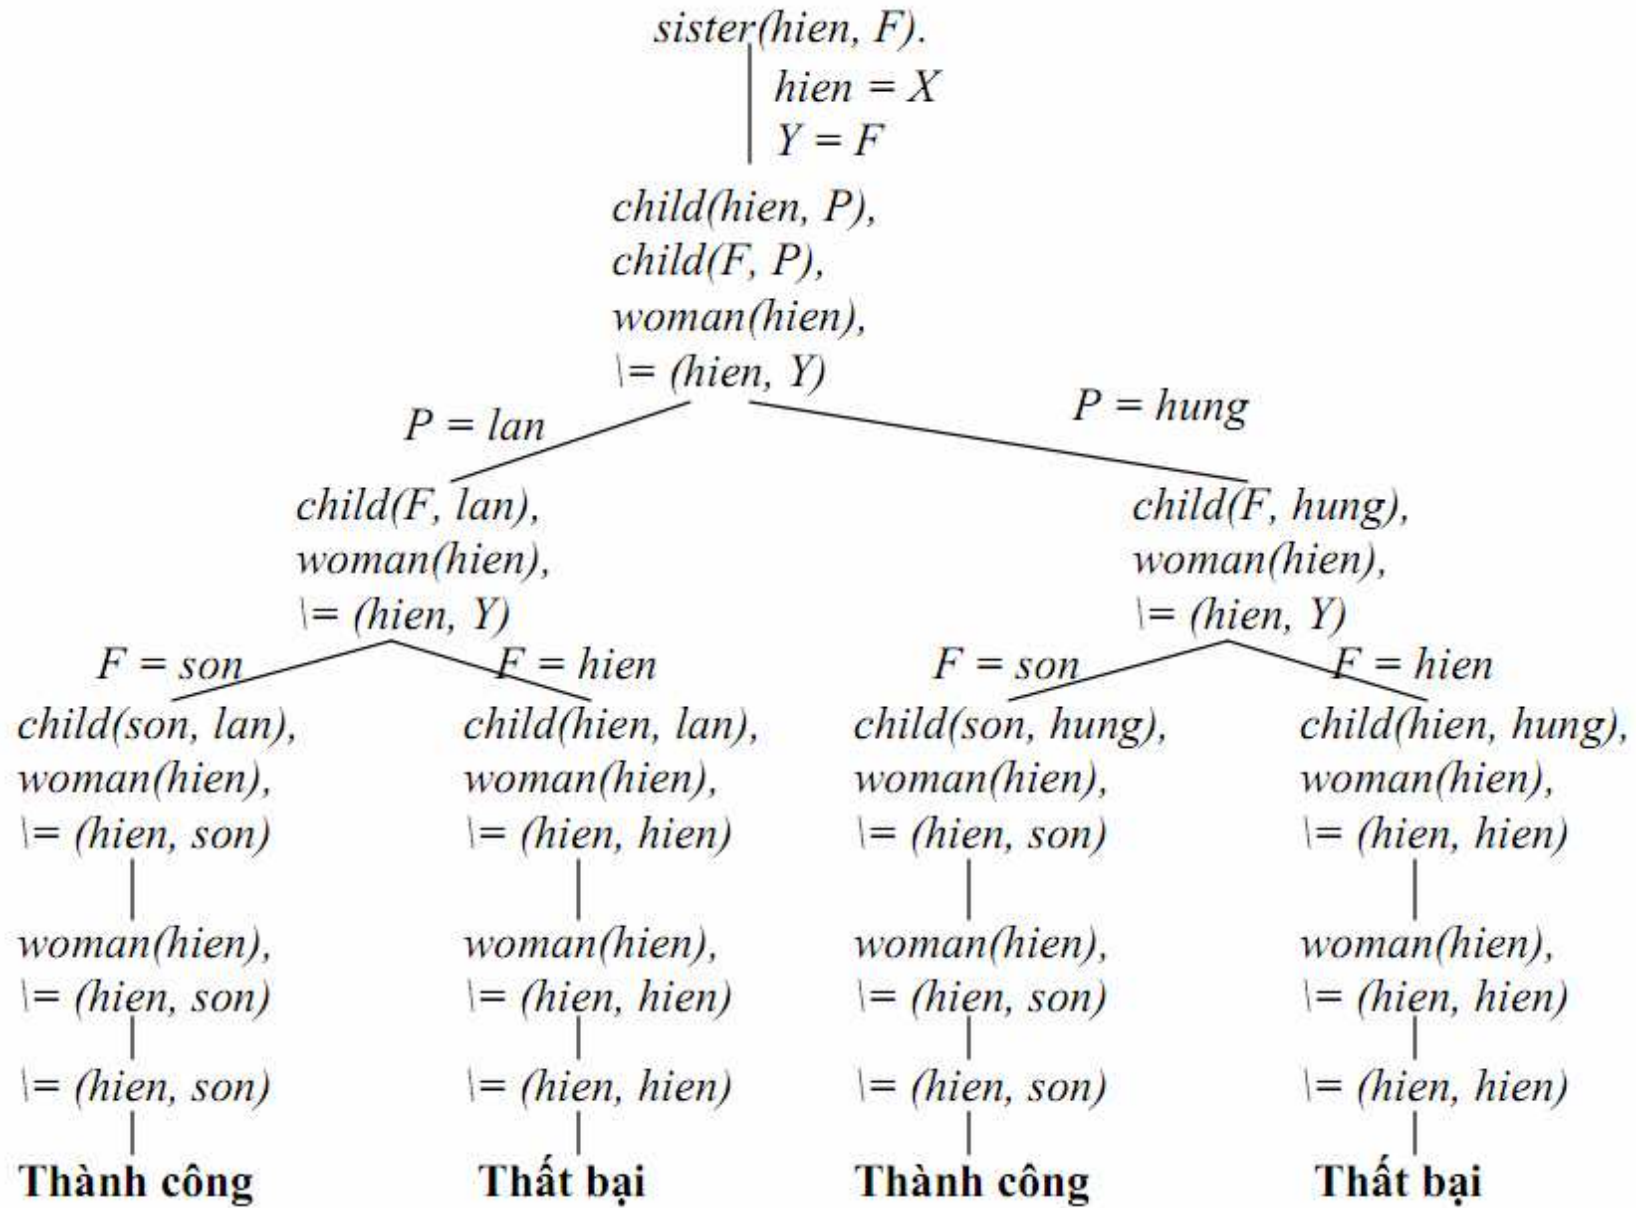 sister(hien, F).
hien = X
Y = F
child(hien, P),
child(F, P),
woman(hien),
\= (hien, Y)
P = lan
P = hung
child(F, lan),
woman(hien),
\= (hien, Y)
child(F, hung),
woman(hien),
\= (hien, Y)
F = son
F = hien
F = son
F = hien
child(son, lan),
woman(hien),
\= (hien, son)
child(hien, lan),
woman(hien),
\= (hien, hien)
child(son, hung),
woman(hien),
\= (hien, son)
child(hien, hung),
woman(hien),
\= (hien, hien)
woman(hien),
\= (hien, son)
woman(hien),
\= (hien, hien)
woman(hien),
\= (hien, son)
woman(hien),
\= (hien, hien)
\= (hien, son)
\= (hien, hien)
\= (hien, son)
\= (hien, hien)
Thành công
Thất bại
Thành công
Thất bại